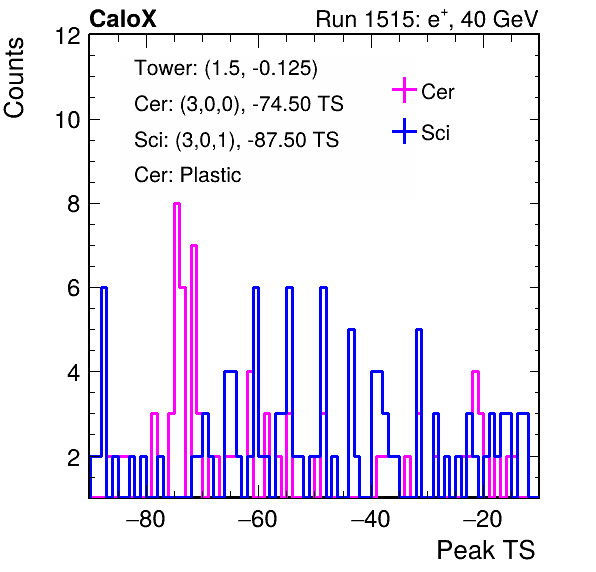 CaloX Run 1515: e⁺, 40 GeV
Counts
12
10
8
6
4
2
Tower: (1.5, -0.125)
Cer: (3,0,0), -74.50 TS
Sci: (3,0,1), -87.50 TS
Cer: Plastic
Cer
Sci
−80 −60 −40 −20
Peak TS